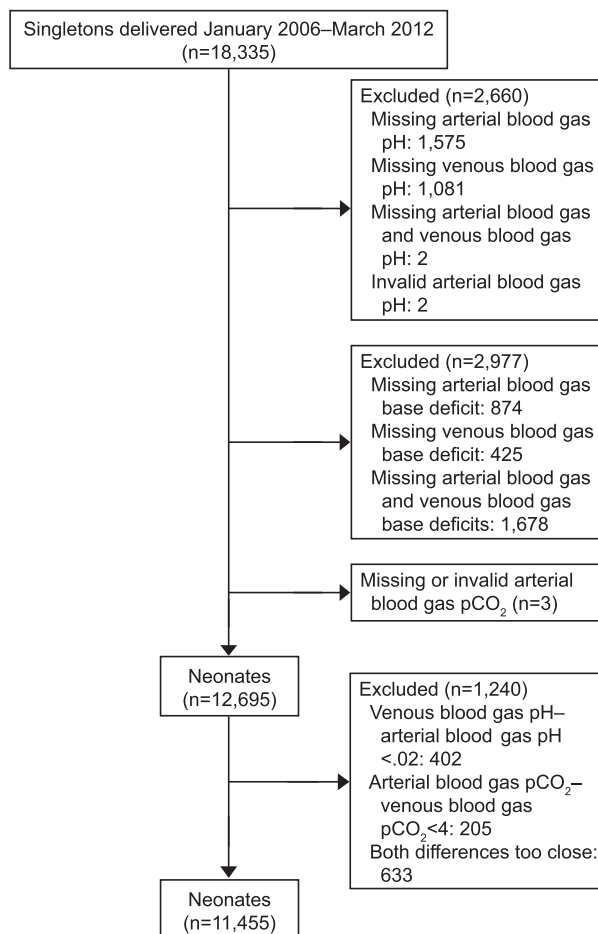 Singletons delivered January 2006–March 2012
(n=18,335)
Excluded (n=2,660)
Missing arterial blood gas
pH: 1,575
Missing venous blood gas
pH: 1,081
Missing arterial blood gas
and venous blood gas
pH: 2
Invalid arterial blood gas
pH: 2
Excluded (n=2,977)
Missing arterial blood gas
base deficit: 874
Missing venous blood gas
base deficit: 425
Missing arterial blood gas
and venous blood gas
base deficits: 1,678
Missing or invalid arterial
blood gas pCO₂ (n=3)
Neonates
(n=12,695)
Excluded (n=1,240)
Venous blood gas pH–
arterial blood gas pH
<.02: 402
Arterial blood gas pCO₂–
venous blood gas
pCO₂<4: 205
Both differences too close:
633
Neonates
(n=11,455)